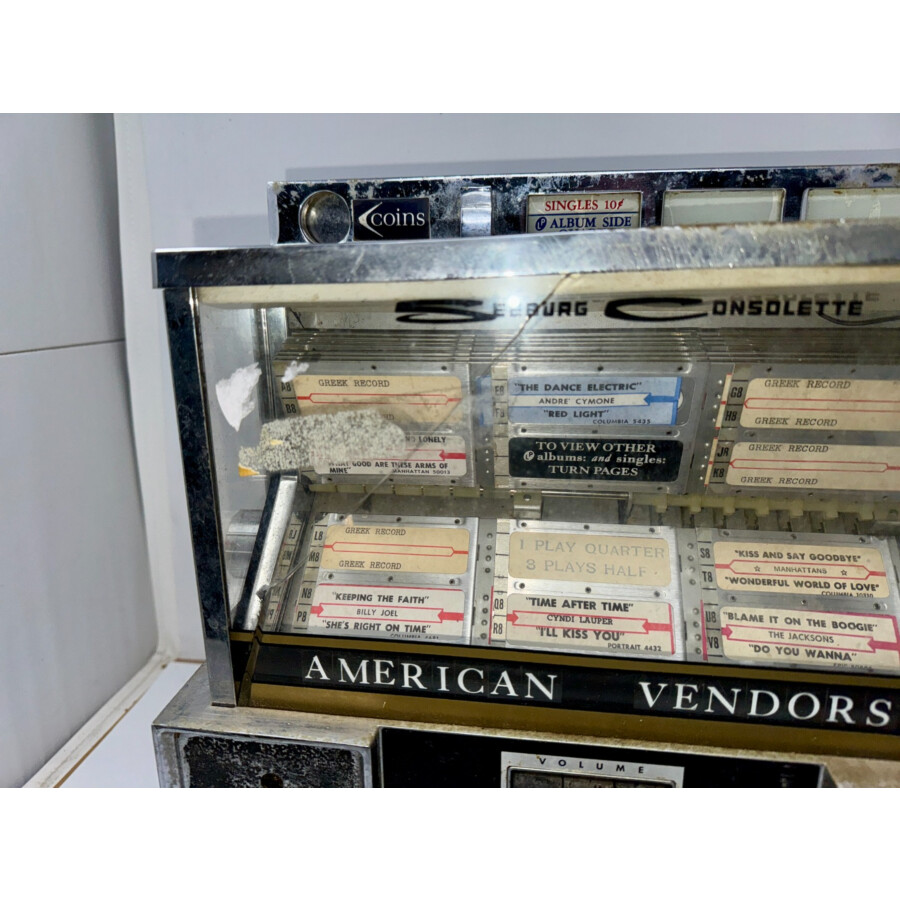 COINS
SINGLES 10¢
ALBUM SIDE
SEEBURG CONSOLETTE
A8
GREEK RECORD
B8
LONELY
WHAT GOOD ARE THESE ARMS OF
MINE"
MANHATTAN 50013
E8
"THE DANCE ELECTRIC"
ANDRE' CYMONE
F8
"RED LIGHT"
COLUMBIA 5435
TO VIEW OTHER
albums: and singles:
TURN PAGES
G8
GREEK RECORD
H8
GREEK RECORD
J8
GREEK RECORD
K8
GREEK RECORD
L8
GREEK RECORD
M8
GREEK RECORD
N8
"KEEPING THE FAITH"
BILLY JOEL
P8
"SHE'S RIGHT ON TIME"
1 PLAY QUARTER
3 PLAYS HALF
Q8
"TIME AFTER TIME"
CYNDI LAUPER
R8
"I'LL KISS YOU"
PORTRAIT 4432
S8
"KISS AND SAY GOODBYE"
MANHATTANS
T8
"WONDERFUL WORLD OF LOVE"
COLUMBIA
U8
"BLAME IT ON THE BOOGIE"
THE JACKSONS
V8
"DO YOU WANNA"
AMERICAN VENDORS
VOLUME